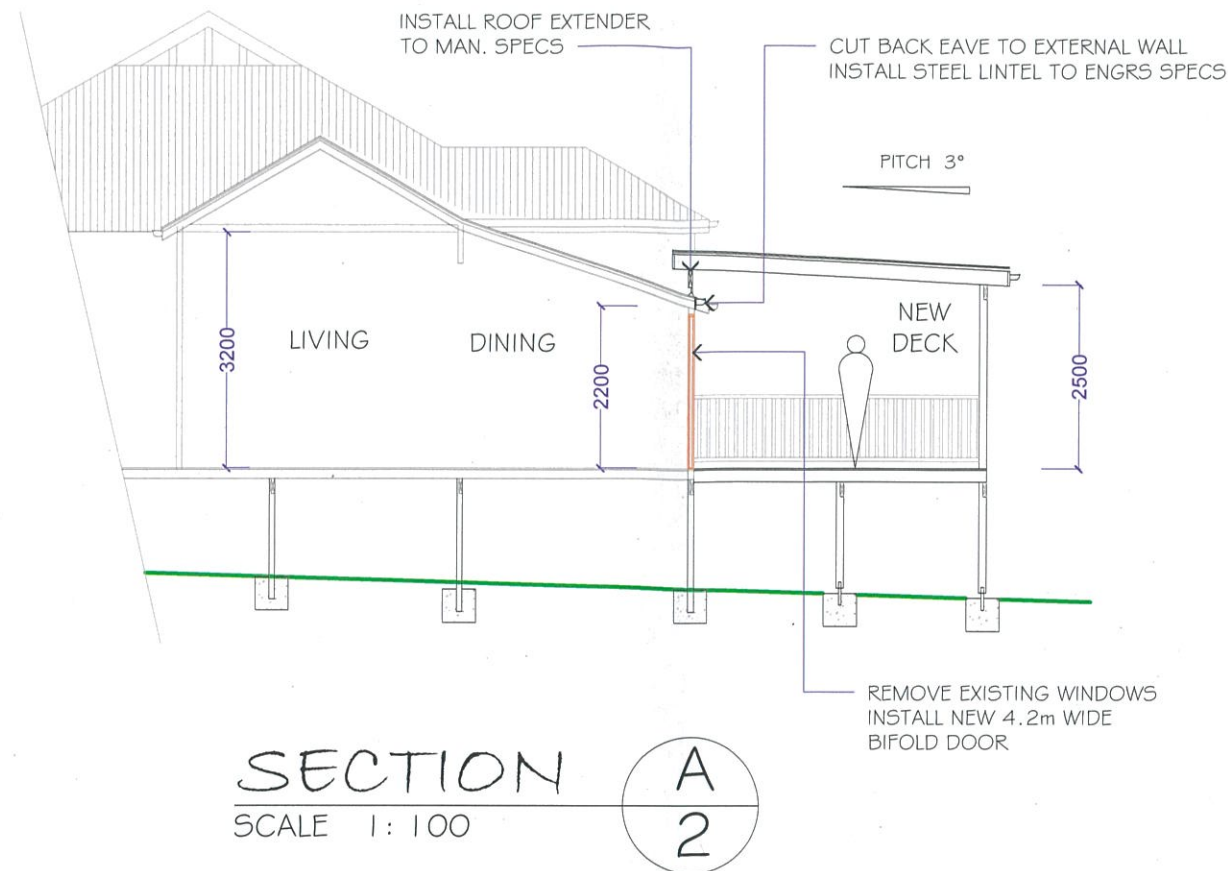 INSTALL ROOF EXTENDER
TO MAN. SPECS
CUT BACK EAVE TO EXTERNAL WALL
INSTALL STEEL LINTEL TO ENGRS SPECS
PITCH 3°
3200
LIVING
DINING
2200
NEW
DECK
2500
REMOVE EXISTING WINDOWS
INSTALL NEW 4.2m WIDE
BIFOLD DOOR
SECTION
SCALE 1:100
A
2